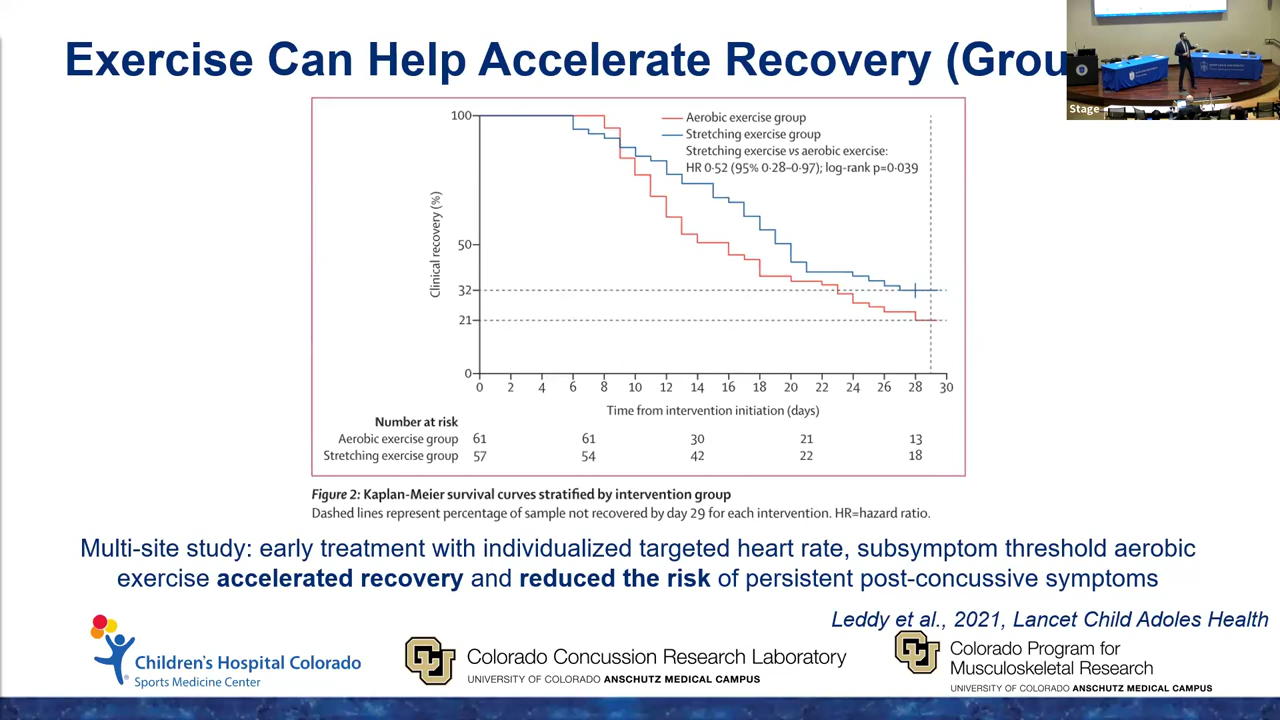 Exercise Can Help Accelerate Recovery (Grou
Stage
100
50
32
21
0
Clinical recovery (%)
Aerobic exercise group
Stretching exercise group
Stretching exercise vs aerobic exercise:
HR 0·52 (95% 0·28–0·97); log-rank p=0·039
0 2 4 6 8 10 12 14 16 18 20 22 24 26 28 30
Time from intervention initiation (days)
Number at risk
Aerobic exercise group 61 61 30 21 13
Stretching exercise group 57 54 42 22 18
Figure 2: Kaplan-Meier survival curves stratified by intervention group
Dashed lines represent percentage of sample not recovered by day 29 for each intervention. HR=hazard ratio.
Multi-site study: early treatment with individualized targeted heart rate, subsymptom threshold aerobic
exercise accelerated recovery and reduced the risk of persistent post-concussive symptoms
Leddy et al., 2021, Lancet Child Adoles Health
Children's Hospital Colorado
Sports Medicine Center
CU
Colorado Concussion Research Laboratory
UNIVERSITY OF COLORADO ANSCHUTZ MEDICAL CAMPUS
CU
Colorado Program for
Musculoskeletal Research
UNIVERSITY OF COLORADO ANSCHUTZ MEDICAL CAMPUS